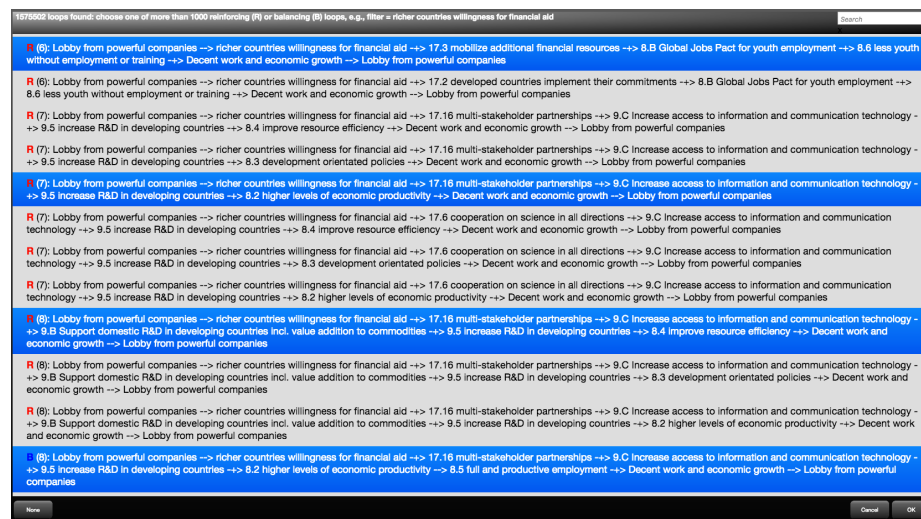 1575502 loops found: choose one of more than 1000 reinforcing (R) or balancing (B) loops, e.g., filter = richer countries willingness for financial aid
Search
R (6): Lobby from powerful companies --> richer countries willingness for financial aid -+> 17.3 mobilize additional financial resources -+> 8.B Global Jobs Pact for youth employment -+> 8.6 less youth
without employment or training -+> Decent work and economic growth --> Lobby from powerful companies
R (6): Lobby from powerful companies --> richer countries willingness for financial aid -+> 17.2 developed countries implement their commitments -+> 8.B Global Jobs Pact for youth employment -+>
8.6 less youth without employment or training -+> Decent work and economic growth --> Lobby from powerful companies
R (7): Lobby from powerful companies --> richer countries willingness for financial aid -+> 17.16 multi-stakeholder partnerships -+> 9.C Increase access to information and communication technology -
+> 9.5 increase R&D in developing countries -+> 8.4 improve resource efficiency -+> Decent work and economic growth --> Lobby from powerful companies
R (7): Lobby from powerful companies --> richer countries willingness for financial aid -+> 17.16 multi-stakeholder partnerships -+> 9.C Increase access to information and communication technology -
+> 9.5 increase R&D in developing countries -+> 8.3 development orientated policies -+> Decent work and economic growth --> Lobby from powerful companies
R (7): Lobby from powerful companies --> richer countries willingness for financial aid -+> 17.16 multi-stakeholder partnerships -+> 9.C Increase access to information and communication technology -
+> 9.5 increase R&D in developing countries -+> 8.2 higher levels of economic productivity -+> Decent work and economic growth --> Lobby from powerful companies
R (7): Lobby from powerful companies --> richer countries willingness for financial aid -+> 17.6 cooperation on science in all directions -+> 9.C Increase access to information and communication
technology -+> 9.5 increase R&D in developing countries -+> 8.4 improve resource efficiency -+> Decent work and economic growth --> Lobby from powerful companies
R (7): Lobby from powerful companies --> richer countries willingness for financial aid -+> 17.6 cooperation on science in all directions -+> 9.C Increase access to information and communication
technology -+> 9.5 increase R&D in developing countries -+> 8.3 development orientated policies -+> Decent work and economic growth --> Lobby from powerful companies
R (7): Lobby from powerful companies --> richer countries willingness for financial aid -+> 17.6 cooperation on science in all directions -+> 9.C Increase access to information and communication
technology -+> 9.5 increase R&D in developing countries -+> 8.2 higher levels of economic productivity -+> Decent work and economic growth --> Lobby from powerful companies
R (8): Lobby from powerful companies --> richer countries willingness for financial aid -+> 17.16 multi-stakeholder partnerships -+> 9.C Increase access to information and communication technology -
+> 9.B Support domestic R&D in developing countries incl. value addition to commodities -+> 9.5 increase R&D in developing countries -+> 8.4 improve resource efficiency -+> Decent work and
economic growth --> Lobby from powerful companies
R (8): Lobby from powerful companies --> richer countries willingness for financial aid -+> 17.16 multi-stakeholder partnerships -+> 9.C Increase access to information and communication technology -
+> 9.B Support domestic R&D in developing countries incl. value addition to commodities -+> 9.5 increase R&D in developing countries -+> 8.3 development orientated policies -+> Decent work and
economic growth --> Lobby from powerful companies
R (8): Lobby from powerful companies --> richer countries willingness for financial aid -+> 17.16 multi-stakeholder partnerships -+> 9.C Increase access to information and communication technology -
+> 9.B Support domestic R&D in developing countries incl. value addition to commodities -+> 9.5 increase R&D in developing countries -+> 8.2 higher levels of economic productivity -+> Decent work
and economic growth --> Lobby from powerful companies
B (8): Lobby from powerful companies --> richer countries willingness for financial aid -+> 17.16 multi-stakeholder partnerships -+> 9.C Increase access to information and communication technology -
+> 9.5 increase R&D in developing countries -+> 8.2 higher levels of economic productivity --> 8.5 full and productive employment -+> Decent work and economic growth --> Lobby from powerful
companies
None
Cancel
OK